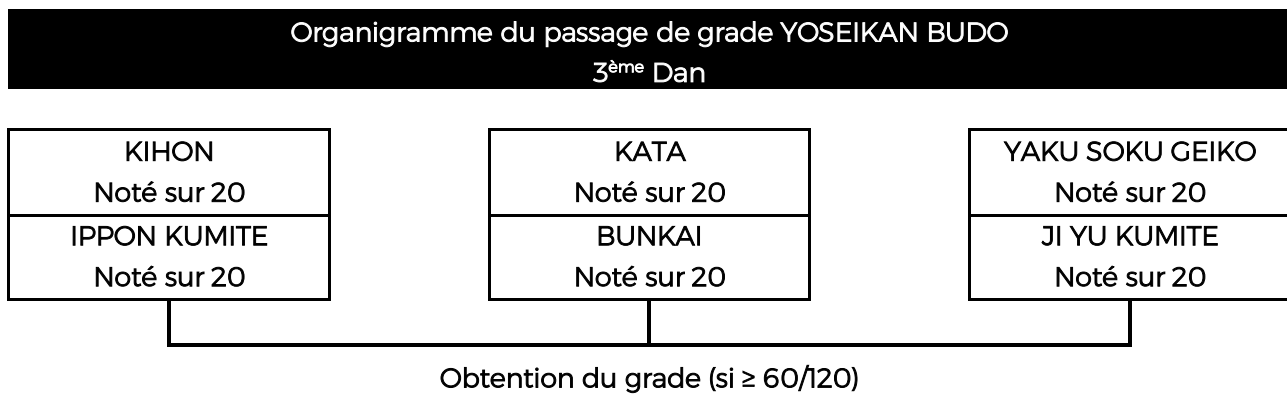 Organigramme du passage de grade YOSEIKAN BUDO
3ème Dan
KIHON
Noté sur 20
IPPON KUMITE
Noté sur 20
KATA
Noté sur 20
BUNKAI
Noté sur 20
YAKU SOKU GEIKO
Noté sur 20
JI YU KUMITE
Noté sur 20
Obtention du grade (si ≥ 60/120)